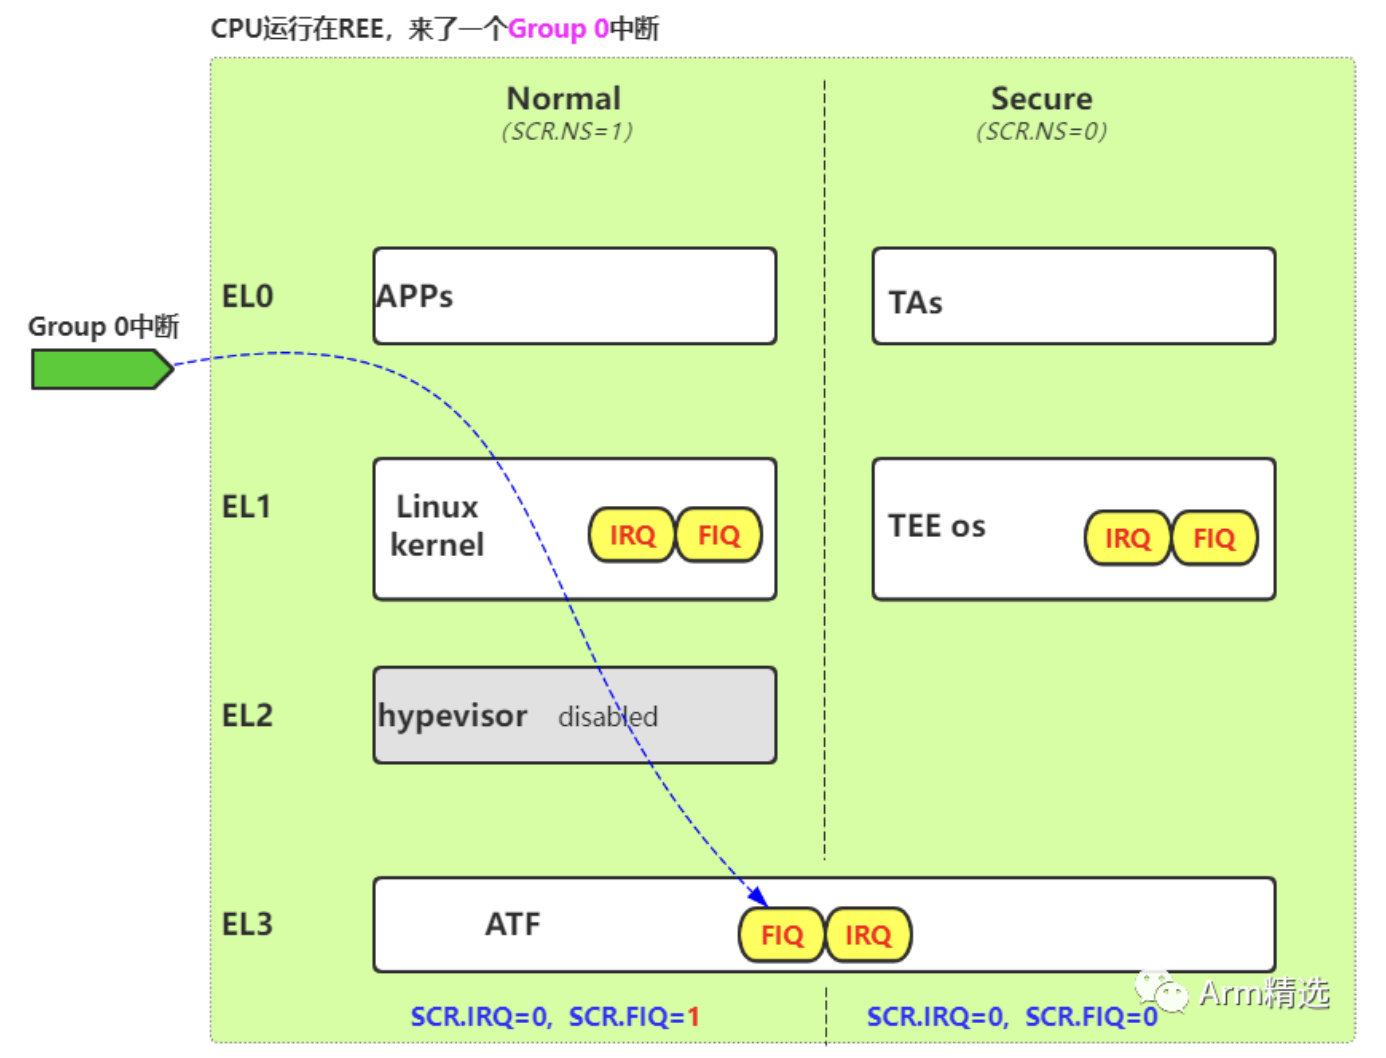 CPU运行在REE，来了一个Group 0中断
Normal
（SCR.NS=1）
Secure
（SCR.NS=0）
EL0
APPs
TAs
Group 0中断
EL1
Linux
kernel
IRQ
FIQ
TEE os
IRQ
FIQ
EL2
hypevisor
disabled
EL3
ATF
FIQ
IRQ
SCR.IRQ=0, SCR.FIQ=1
SCR.IRQ=0, SCR.FIQ=0
Arm精选